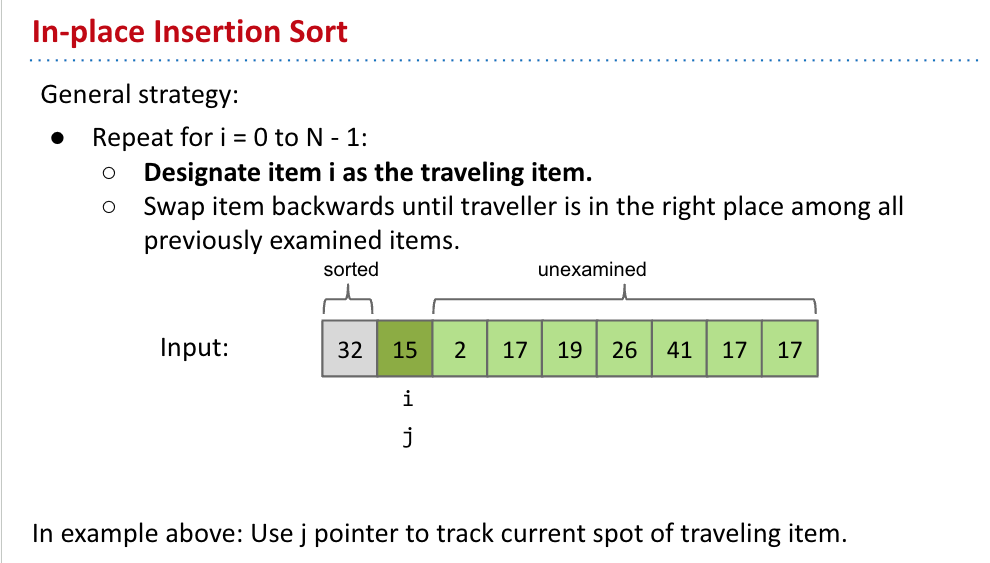 In-place Insertion Sort
General strategy:
● Repeat for i = 0 to N - 1:
○ Designate item i as the traveling item.
○ Swap item backwards until traveller is in the right place among all
previously examined items.
sorted unexamined
Input: 32 15 2 17 19 26 41 17 17
i
j
In example above: Use j pointer to track current spot of traveling item.